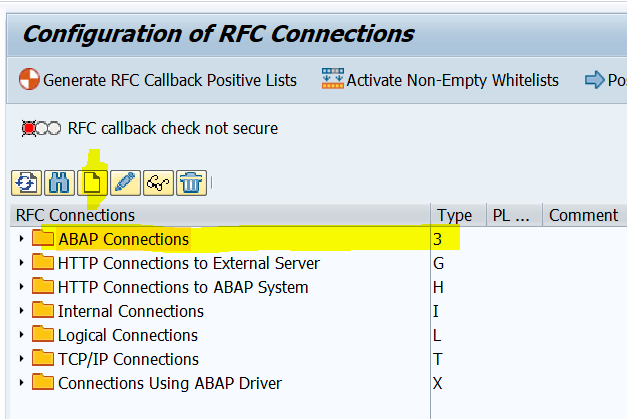 Configuration of RFC Connections
Generate RFC Callback Positive Lists Activate Non-Empty Whitelists Po
RFC callback check not secure
RFC Connections Type PL ... Comment
ABAP Connections 3
HTTP Connections to External Server G
HTTP Connections to ABAP System H
Internal Connections I
Logical Connections L
TCP/IP Connections T
Connections Using ABAP Driver X